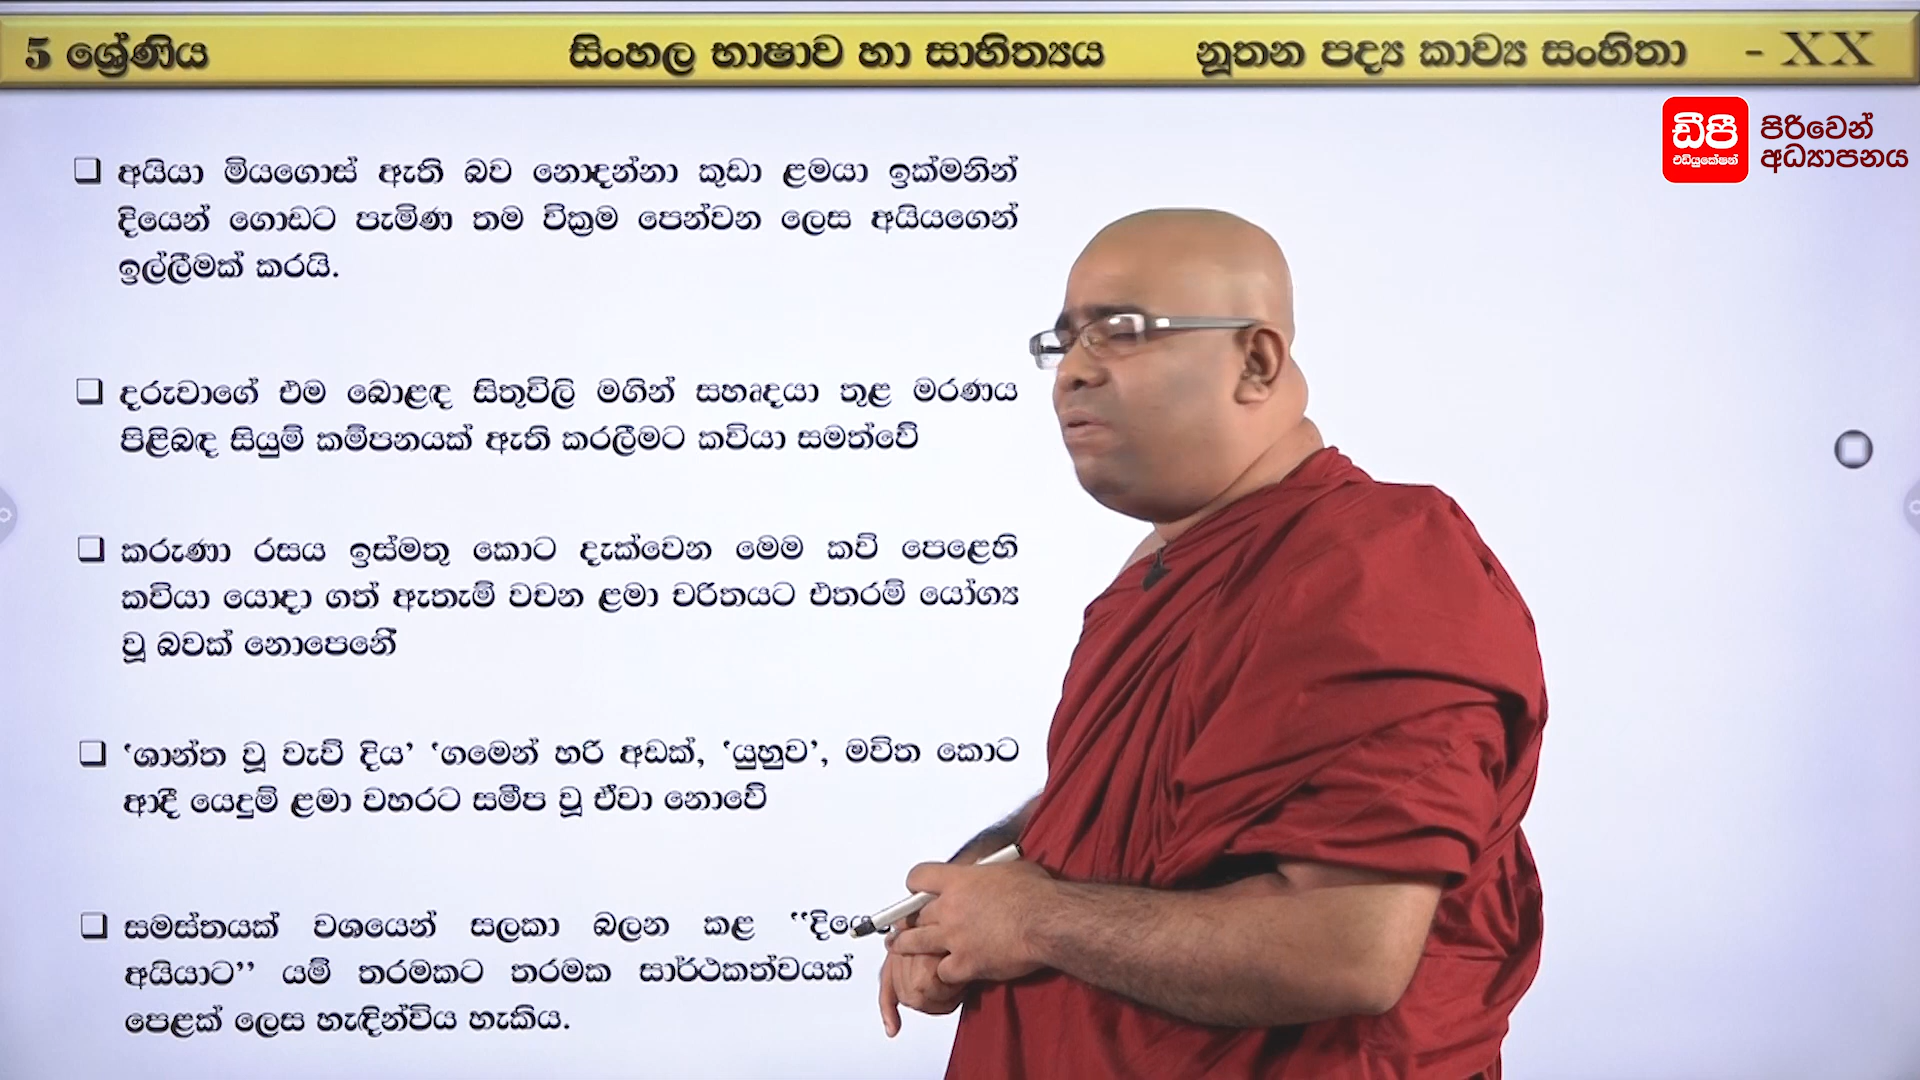 5 ශ්‍රේණිය සිංහල භාෂාව හා සාහිත්‍යය නූතන පද්‍ය කාව්‍ය සංහිතා - XX
ඩීපී
එඩියුකේෂන්
පිරිවෙන්
අධ්‍යාපනය
අයියා මියගොස් ඇති බව නොදන්නා කුඩා ළමයා ඉක්මනින්
දියෙන් ගොඩට පැමිණ තම වික්‍රම පෙන්වන ලෙස අයියගෙන්
ඉල්ලීමක් කරයි.
දරුවාගේ එම බොළඳ සිතුවිලි මගින් සහෘදයා තුළ මරණය
පිළිබඳ සියුම් කම්පනයක් ඇති කරලීමට කවියා සමත්වේ
කරුණා රසය ඉස්මතු කොට දැක්වෙන මෙම කවි පෙළෙහි
කවියා යොදා ගත් ඇතැම් වචන ළමා චරිතයට එතරම් යෝග්‍ය
වූ බවක් නොපෙනේ
‘ශාන්ත වූ වැව් දිය’ ‘ගමෙන් හරි අඩක්, ‘යුහුව’, මවිත කොට
ආදී යෙදුම් ළමා වහරට සමීප වූ ඒවා නොවේ
සමස්තයක් වශයෙන් සලකා බලන කළ
අයියාට’’ යම් තරමකට තරමක සාර්ථකත්වයක්
පෙළක් ලෙස හැඳින්විය හැකිය.